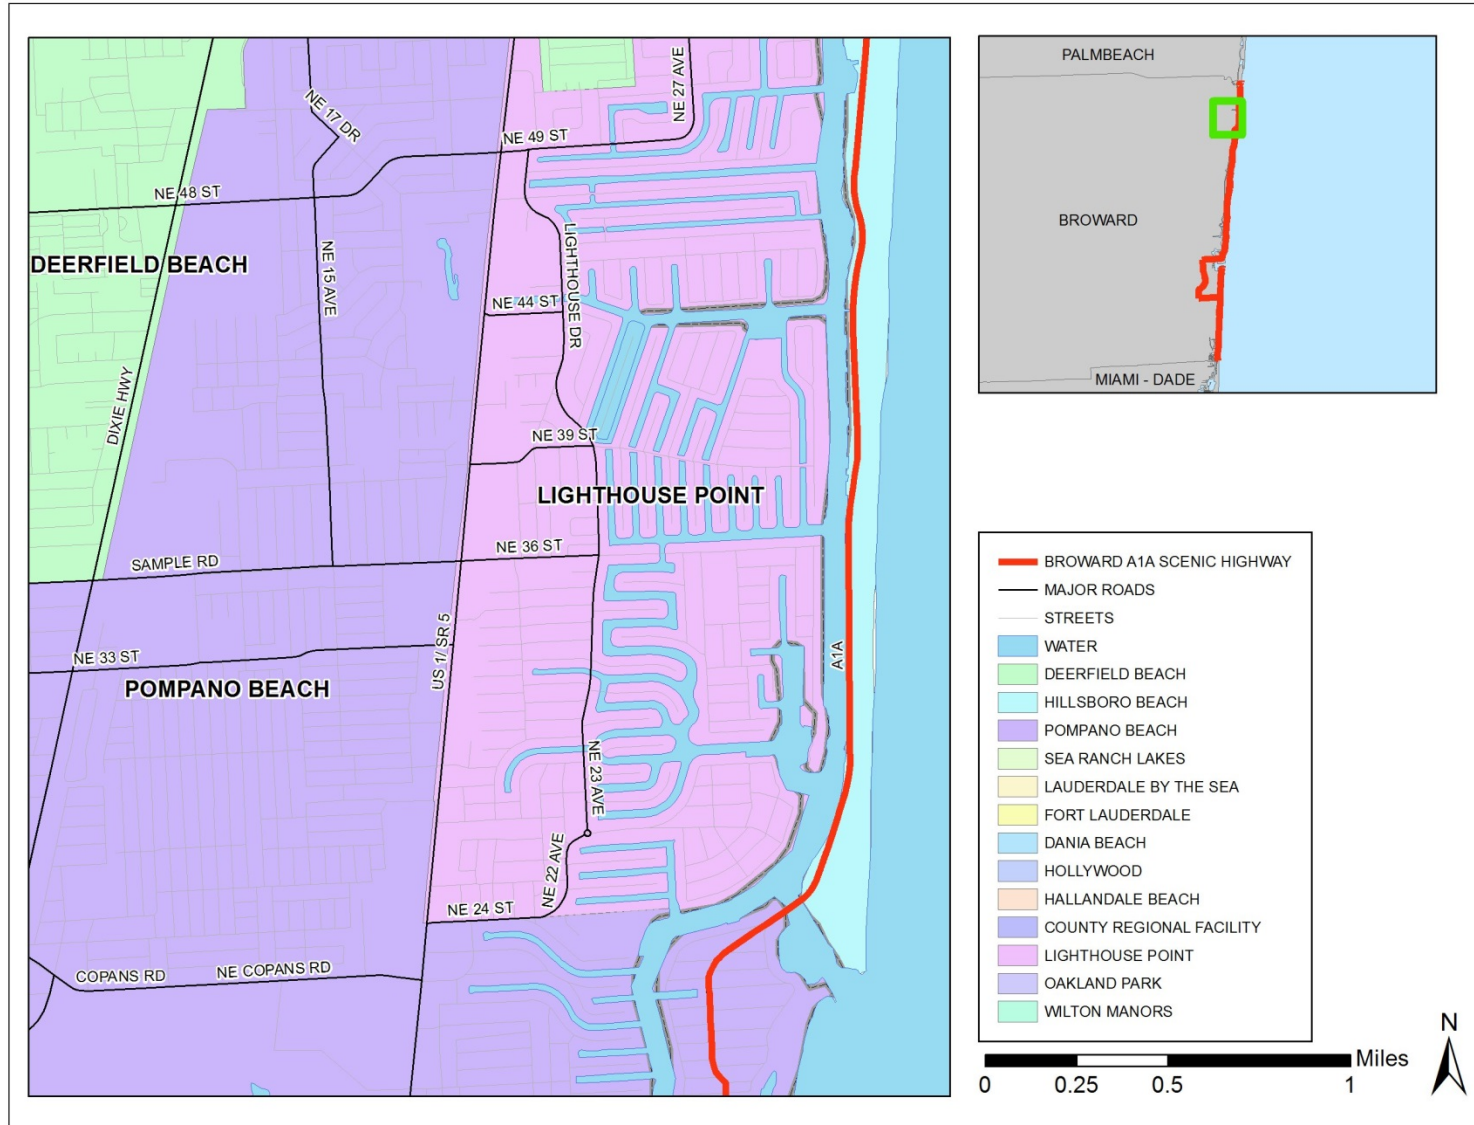 NE 17 DR
NE 27 AVE
NE 49 ST
NE 48 ST
DEERFIELD BEACH
NE 15 AVE
LIGHTHOUSE DR
NE 44 ST
DIXIE HWY
NE 39 ST
LIGHTHOUSE POINT
NE 36 ST
SAMPLE RD
US 1/ SR 5
A1A
NE 33 ST
POMPANO BEACH
NE 23 AVE
NE 22 AVE
NE 24 ST
COPANS RD
NE COPANS RD
PALMBEACH
BROWARD
MIAMI - DADE
BROWARD A1A SCENIC HIGHWAY
MAJOR ROADS
STREETS
WATER
DEERFIELD BEACH
HILLSBORO BEACH
POMPANO BEACH
SEA RANCH LAKES
LAUDERDALE BY THE SEA
FORT LAUDERDALE
DANIA BEACH
HOLLYWOOD
HALLANDALE BEACH
COUNTY REGIONAL FACILITY
LIGHTHOUSE POINT
OAKLAND PARK
WILTON MANORS
N
Miles
0 0.25 0.5 1